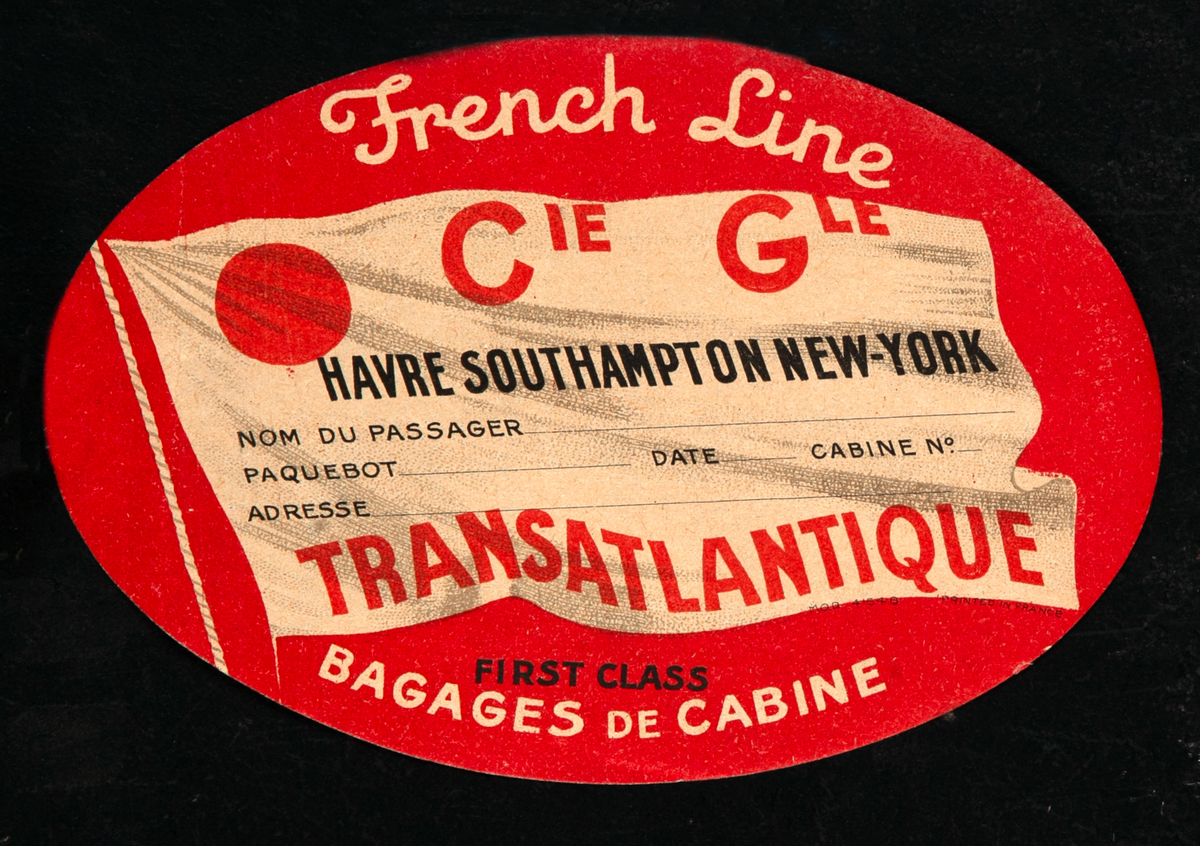 French Line
CIE GLE
HAVRE SOUTHAMPTON NEW-YORK
NOM DU PASSAGER
PAQUEBOT DATE CABINE Nº
ADRESSE
TRANSATLANTIQUE
PRINTED IN FRANCE
FIRST CLASS
BAGAGES DE CABINE